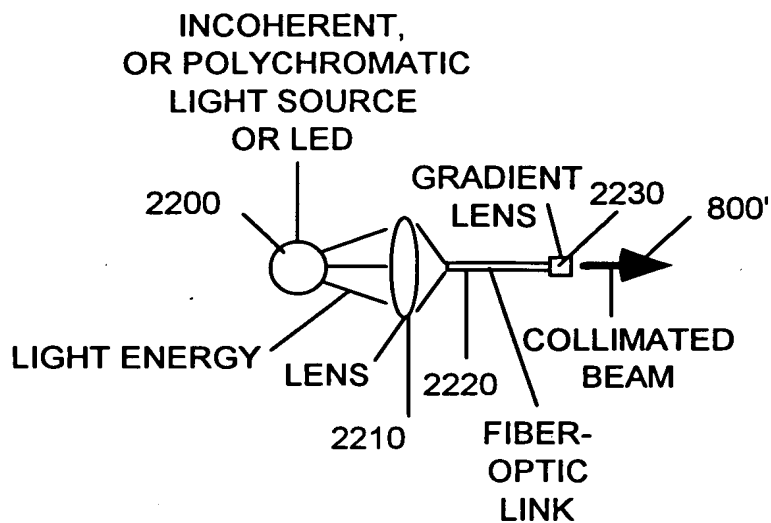 INCOHERENT,
OR POLYCHROMATIC
LIGHT SOURCE
OR LED
2200
GRADIENT
LENS
2230
800'
LIGHT ENERGY
LENS
2210
2220
FIBER-
OPTIC
LINK
COLLIMATED
BEAM